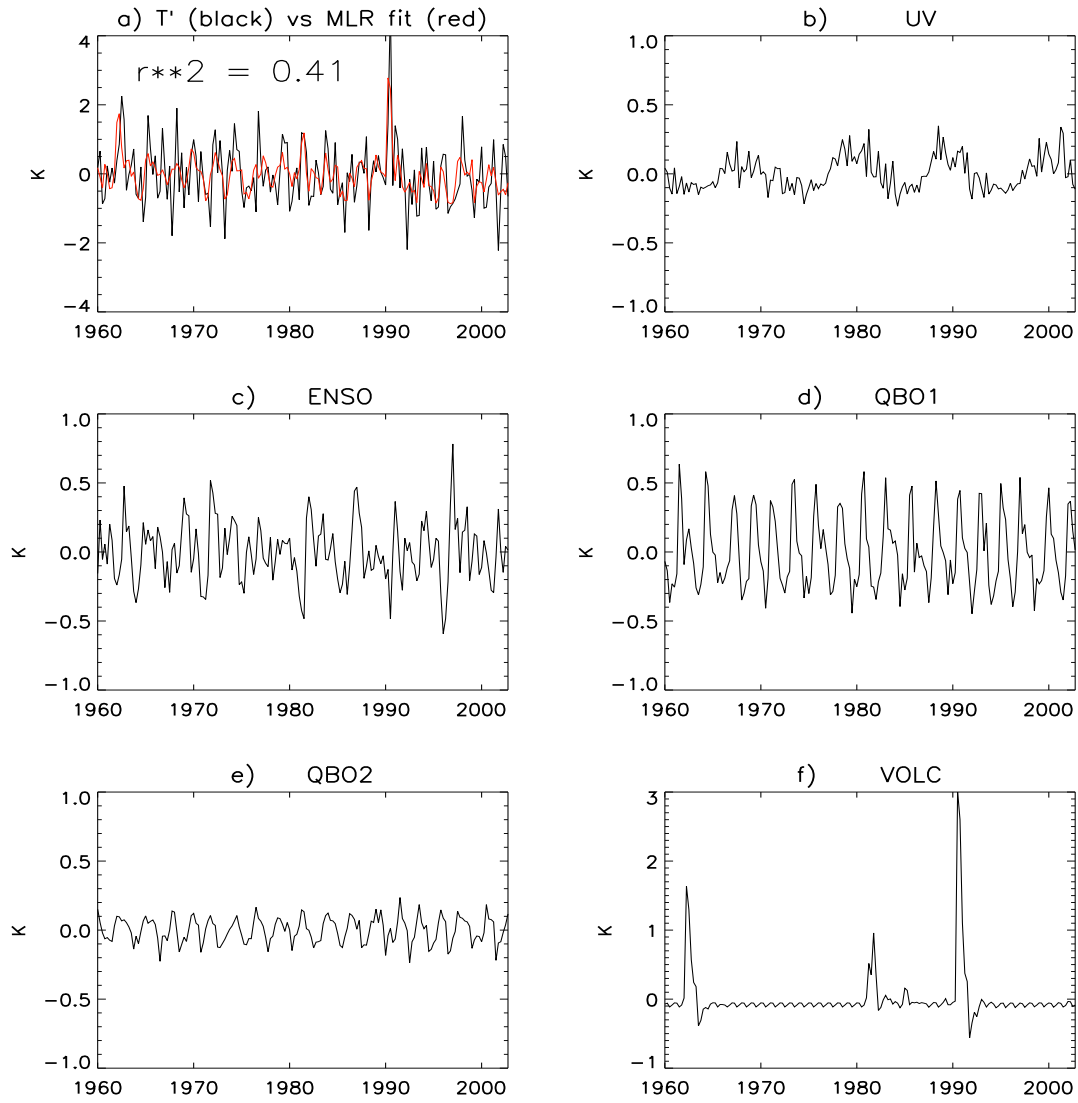 a) T' (black) vs MLR fit (red)
r**2 = 0.41
4
2
0
−2
−4
K
1960 1970 1980 1990 2000
b) UV
1.0
0.5
0.0
−0.5
−1.0
K
1960 1970 1980 1990 2000
c) ENSO
1.0
0.5
0.0
−0.5
−1.0
K
1960 1970 1980 1990 2000
d) QBO1
1.0
0.5
0.0
−0.5
−1.0
K
1960 1970 1980 1990 2000
e) QBO2
1.0
0.5
0.0
−0.5
−1.0
K
1960 1970 1980 1990 2000
f) VOLC
3
2
1
0
−1
K
1960 1970 1980 1990 2000